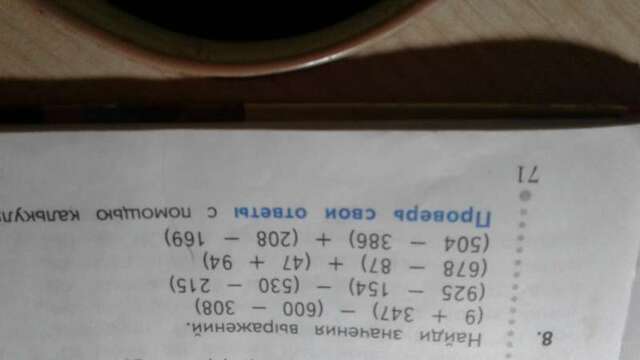 8. Найди значения выражений.
(9 + 347) − (600 − 308)
(925 − 154) − (530 − 215)
(678 − 87) + (47 + 94)
(504 − 386) + (208 − 169)
Проверь свои ответы с помощью
71